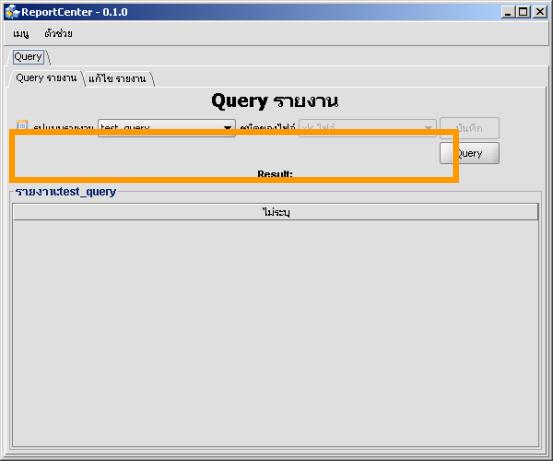 ReportCenter - 0.1.0
เมนู ตัวช่วย
Query
Query รายงาน แก้ไข รายงาน
Query รายงาน
รูปแบบรายงาน test_query ชนิดของไฟล์ xls ไฟล์ บันทึก
Query
Result:
รายงาน:test_query
ไม่ระบุ